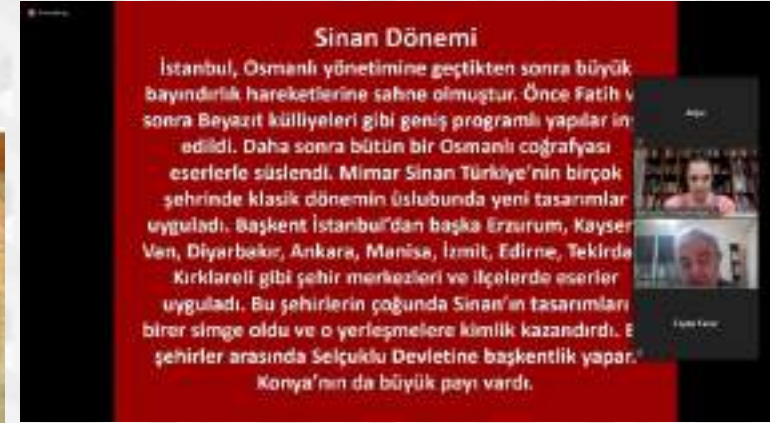 Sinan Dönemi
İstanbul, Osmanlı yönetimine geçtikten sonra büyük
bayındırlık hareketlerine sahne olmuştur. Önce Fatih v
sonra Beyazıt külliyeleri gibi geniş programlı yapılar in
edildi. Daha sonra bütün bir Osmanlı coğrafyası
eserlerle süslendi. Mimar Sinan Türkiye'nin birçok
şehrinde klasik dönemin üslubunda yeni tasarımlar
uyguladı. Başkent İstanbul'dan başka Erzurum, Kayser
Van, Diyarbakır, Ankara, Manisa, İzmit, Edirne, Tekirda
Kırklareli gibi şehir merkezleri ve ilçelerde eserler
uyguladı. Bu şehirlerin çoğunda Sinan'ın tasarımları
birer simge oldu ve o yerleşmelere kimlik kazandırdı. B
şehirler arasında Selçuklu Devletine başkentlik yapan
Konya'nın da büyük payı vardı.